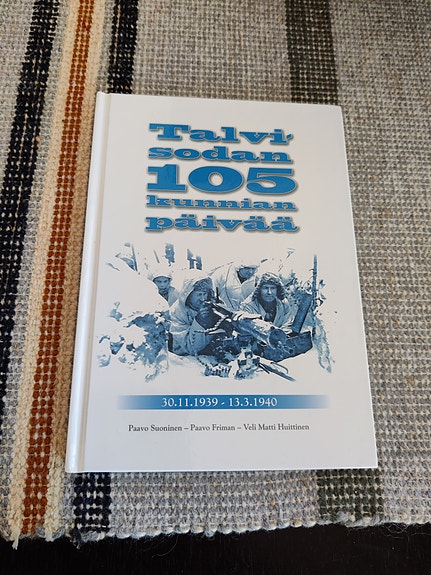 Talvi-
sodan
105
kunnian
päivää
30.11.1939 - 13.3.1940
Paavo Suoninen – Paavo Friman – Veli Matti Huittinen